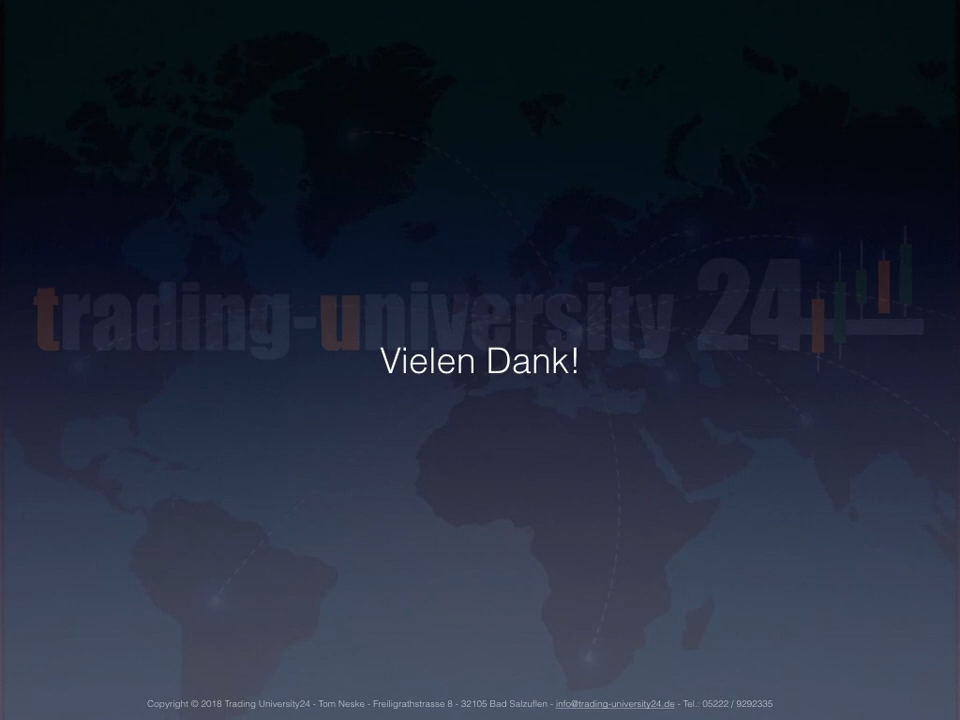 trading-university 24
Vielen Dank!
Copyright © 2018 Trading University24 - Tom Neske - Freiligrathstrasse 8 - 32105 Bad Salzuflen - info@trading-university24.de - Tel.: 05222 / 9292335